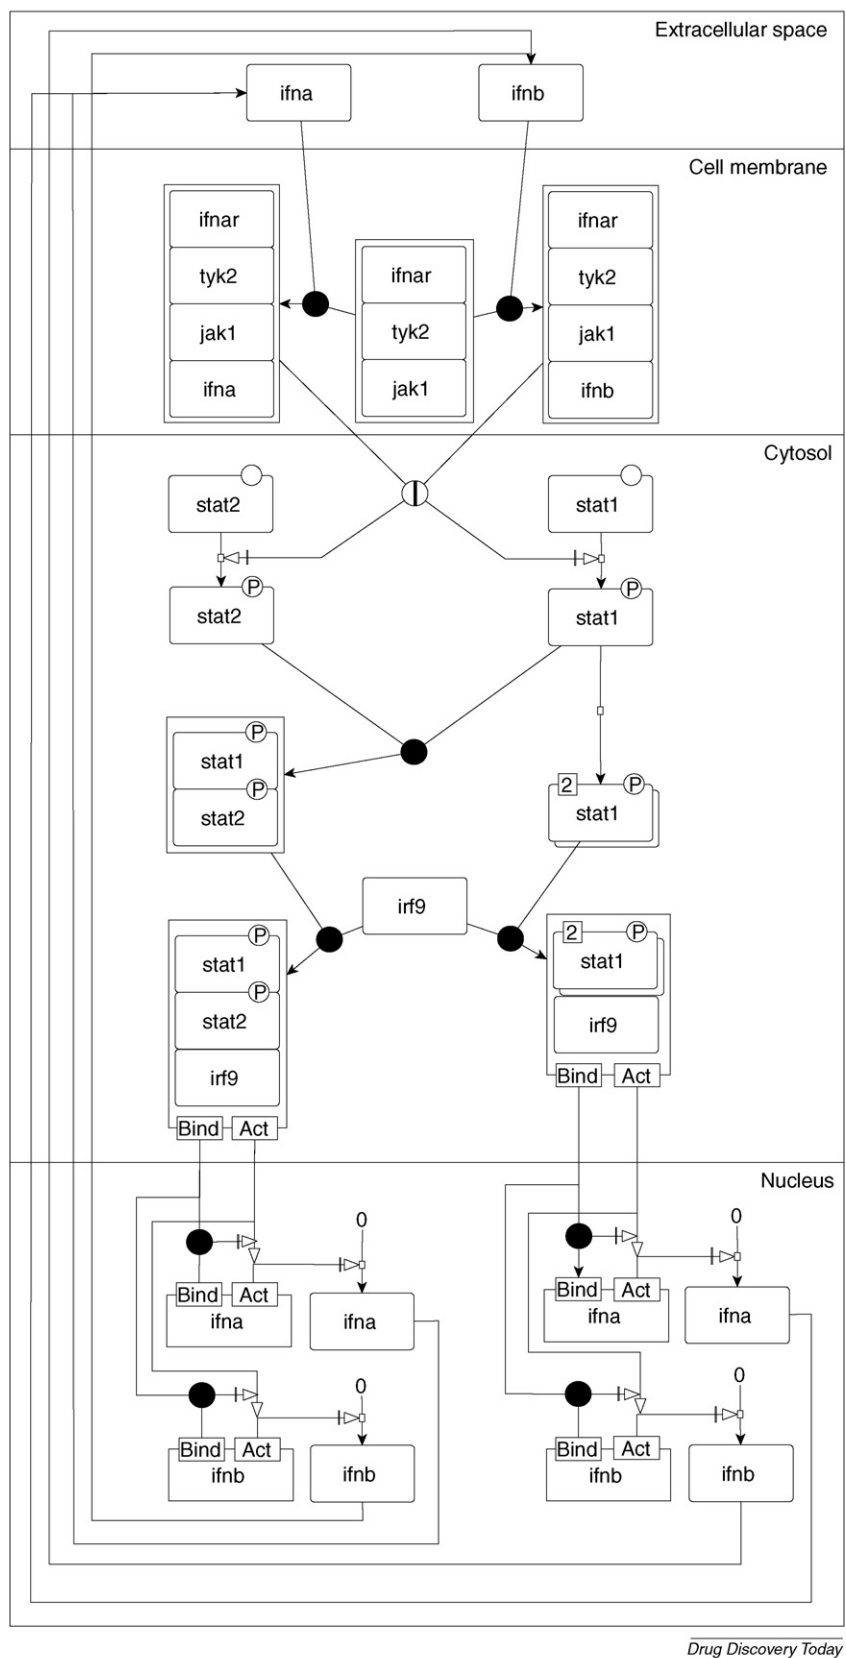 Extracellular space
ifna
ifnb
Cell membrane
ifnar
tyk2
jak1
ifna
ifnar
tyk2
jak1
ifnar
tyk2
jak1
ifnb
Cytosol
stat2
stat1
P
stat2
P
stat1
P
stat1
P
stat2
2 P
stat1
irf9
P
stat1
P
stat2
irf9
Bind Act
2 P
stat1
irf9
Bind Act
Nucleus
0
Bind Act
ifna
ifna
0
Bind Act
ifnb
ifnb
0
Bind Act
ifna
ifna
0
Bind Act
ifnb
ifnb
Drug Discovery Today